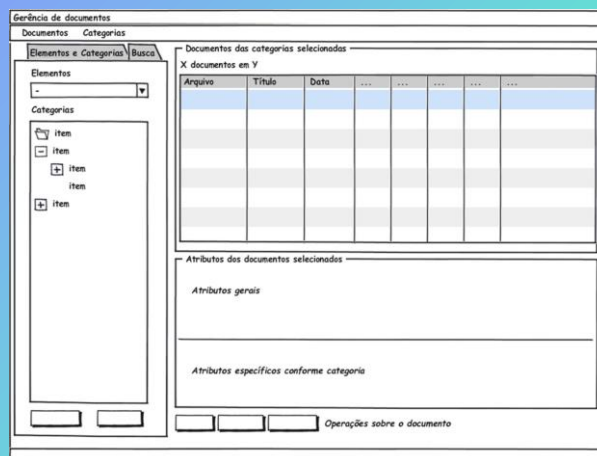 Gerência de documentos
Documentos Categorias
Elementos e Categorias Busca
Elementos
-
Categorias
item
item
item
item
item
Documentos das categorias selecionadas
X documentos em Y
Arquivo Título Data ... ... ... ... ...
Atributos dos documentos selecionados
Atributos gerais
Atributos específicos conforme categoria
Operações sobre o documento